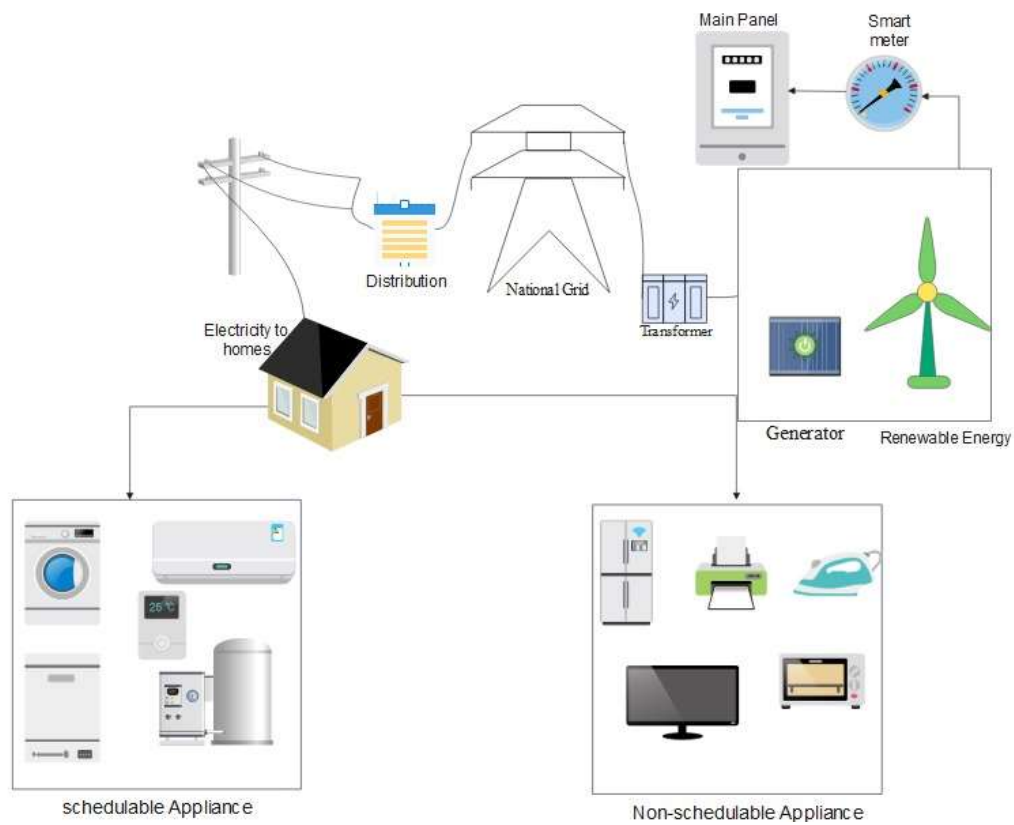 Main Panel
Smart
meter
Distribution
National Grid
Transformer
Electricity to
homes
Generator
Renewable Energy
25°C
schedulable Appliance
Non-schedulable Appliance